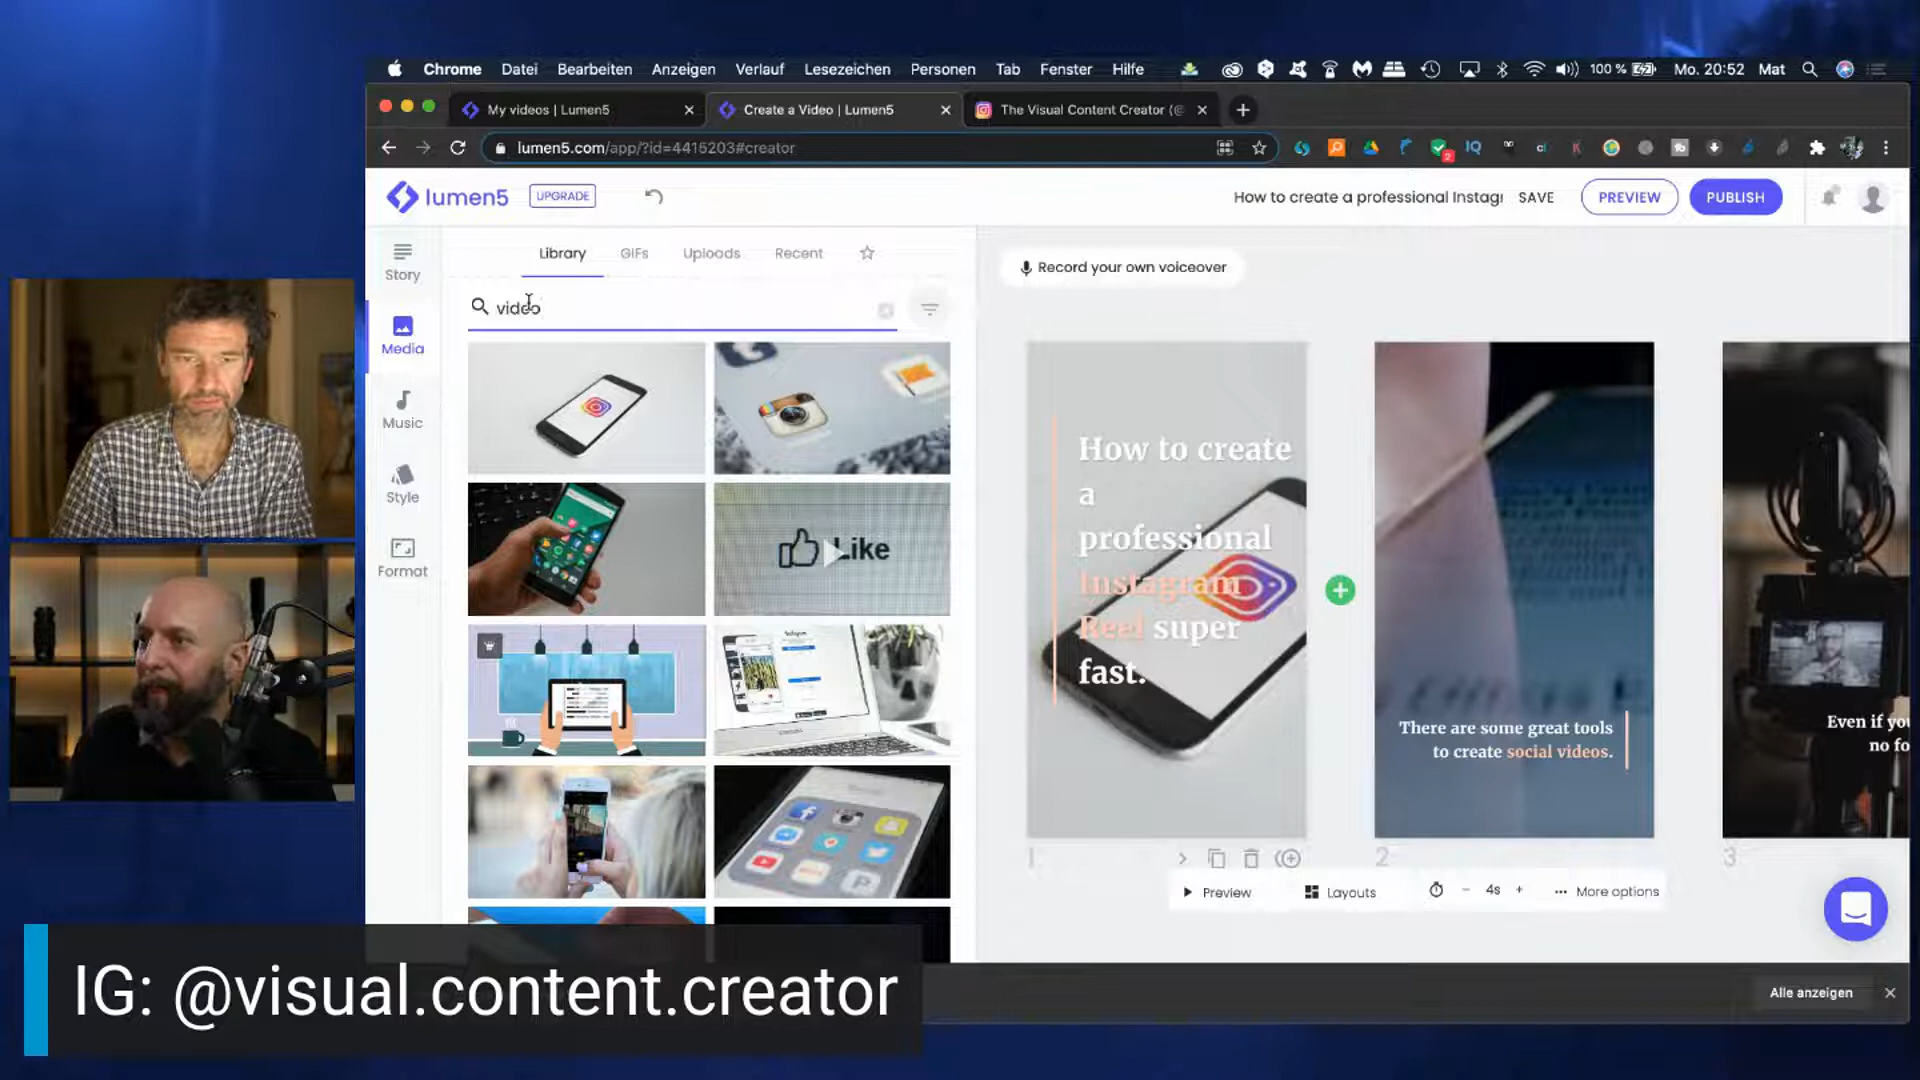 Chrome Datei Bearbeiten Anzeigen Verlauf Lesezeichen Personen Tab Fenster Hilfe 100 % Mo. 20:52 Mat
My videos | Lumen5
Create a Video | Lumen5
The Visual Content Creator (@
lumen5.com/app/?id=4415203#creator
IQ
2
lumen5
UPGRADE
How to create a professional Instagr
SAVE
PREVIEW
PUBLISH
Story
Media
Music
Style
Format
Library
GIFs
Uploads
Recent
video
Like
Record your own voiceover
How to create
a
professional
Instagram
Reel super
fast.
There are some great tools
to create social videos.
Even if yo
no fo
1
2
3
Preview
Layouts
- 4s +
More options
IG: @visual.content.creator
Alle anzeigen